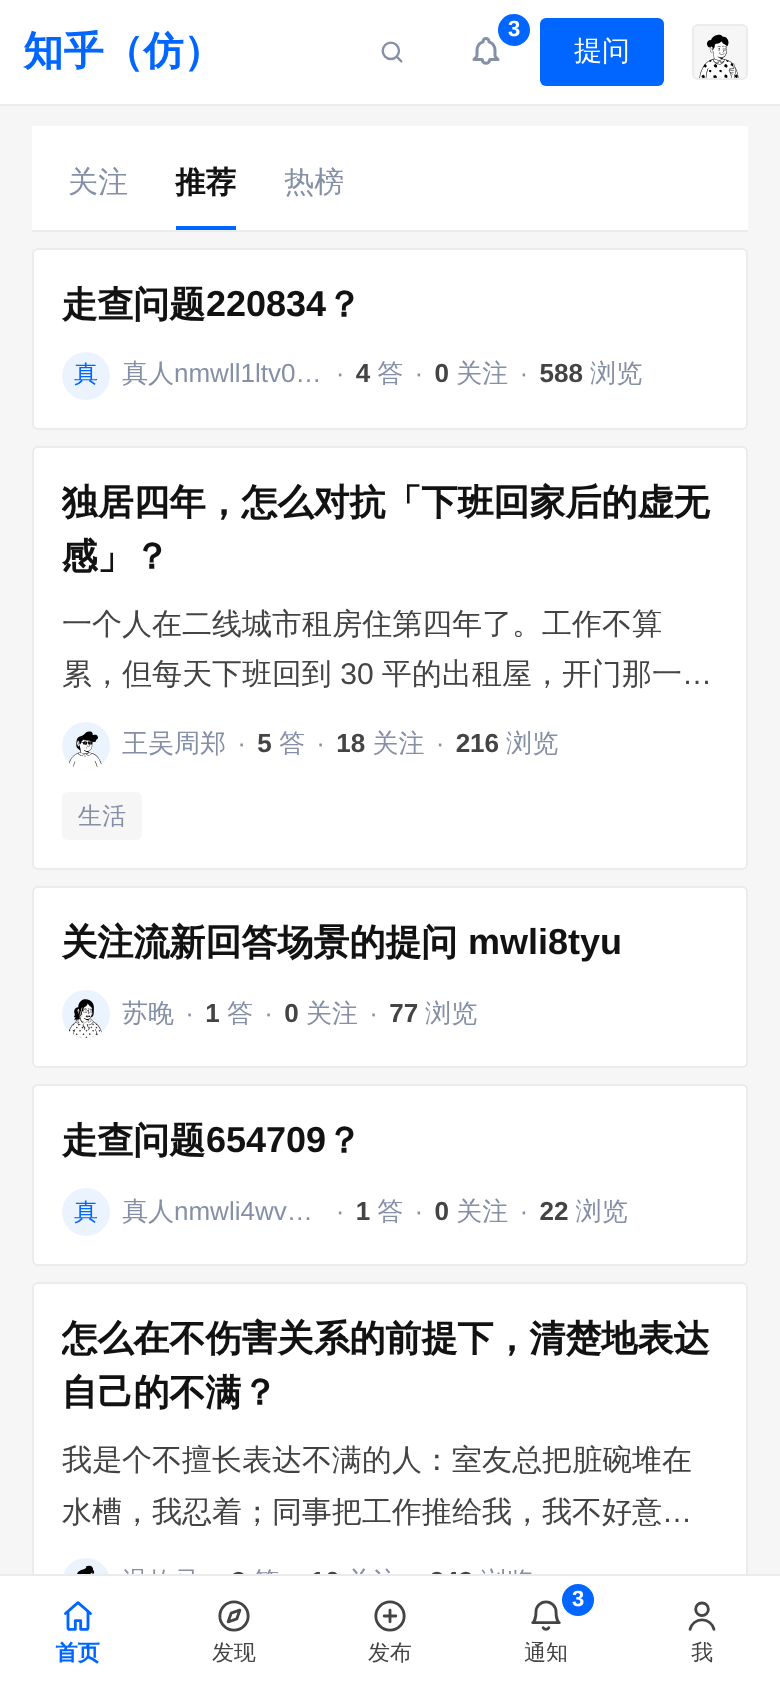 知乎（仿）
3
提问
关注 推荐 热榜
走查问题220834？
真 真人nmwll1ltv0… · 4 答 · 0 关注 · 588 浏览
独居四年，怎么对抗「下班回家后的虚无
感」？
一个人在二线城市租房住第四年了。工作不算
累，但每天下班回到 30 平的出租屋，开门那一…
王吴周郑 · 5 答 · 18 关注 · 216 浏览
生活
关注流新回答场景的提问 mwli8tyu
苏晚 · 1 答 · 0 关注 · 77 浏览
走查问题654709？
真 真人nmwli4wv… · 1 答 · 0 关注 · 22 浏览
怎么在不伤害关系的前提下，清楚地表达
自己的不满？
我是个不擅长表达不满的人：室友总把脏碗堆在
水槽，我忍着；同事把工作推给我，我不好意…
3
首页 发现 发布 通知 我